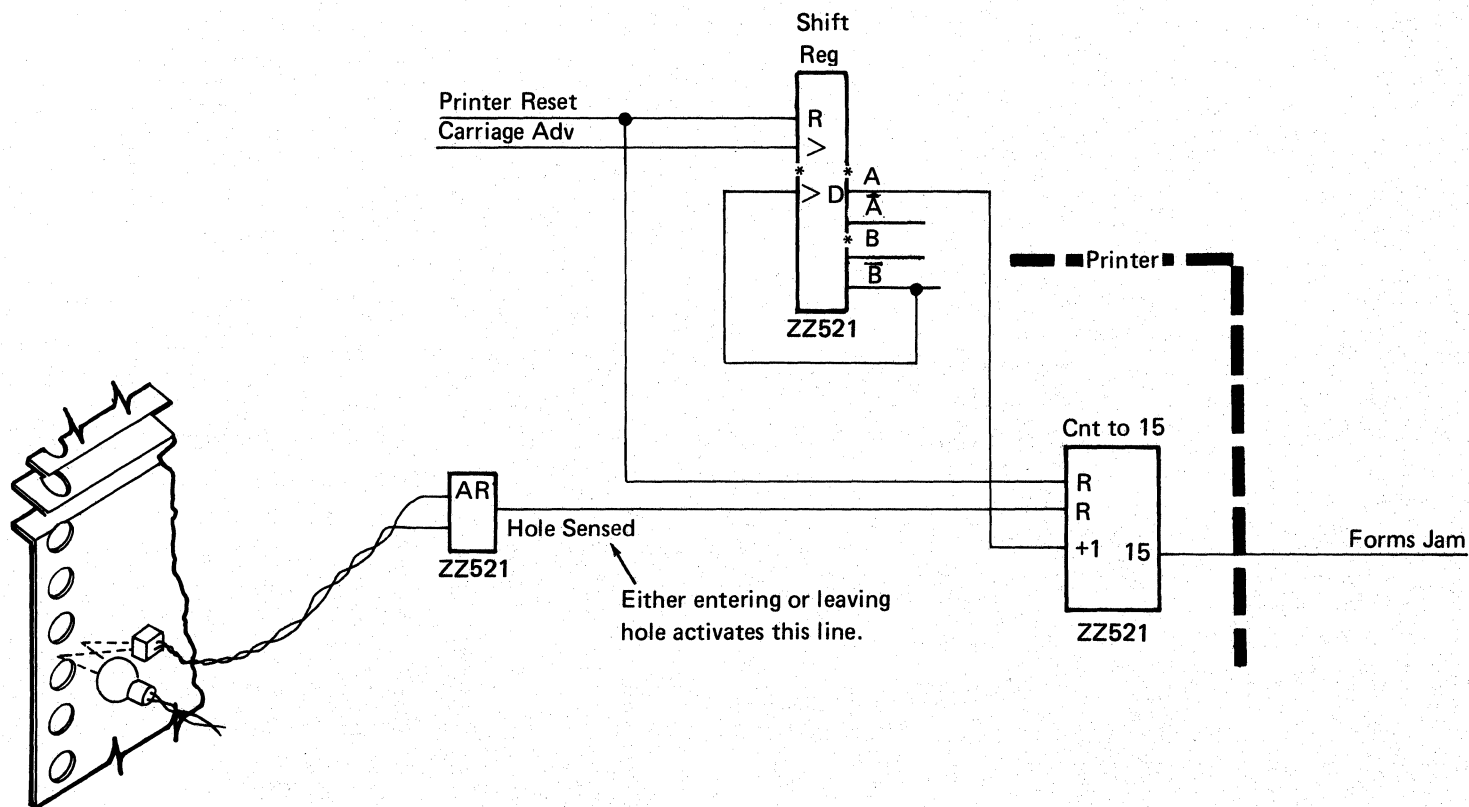 Shift
Reg
Printer Reset
Carriage Adv
R
>
*
*
> D
A
A̅
*
B
B̅
ZZ521
Printer
Cnt to 15
R
R
+1 15
ZZ521
Forms Jam
AR
ZZ521
Hole Sensed
Either entering or leaving
hole activates this line.